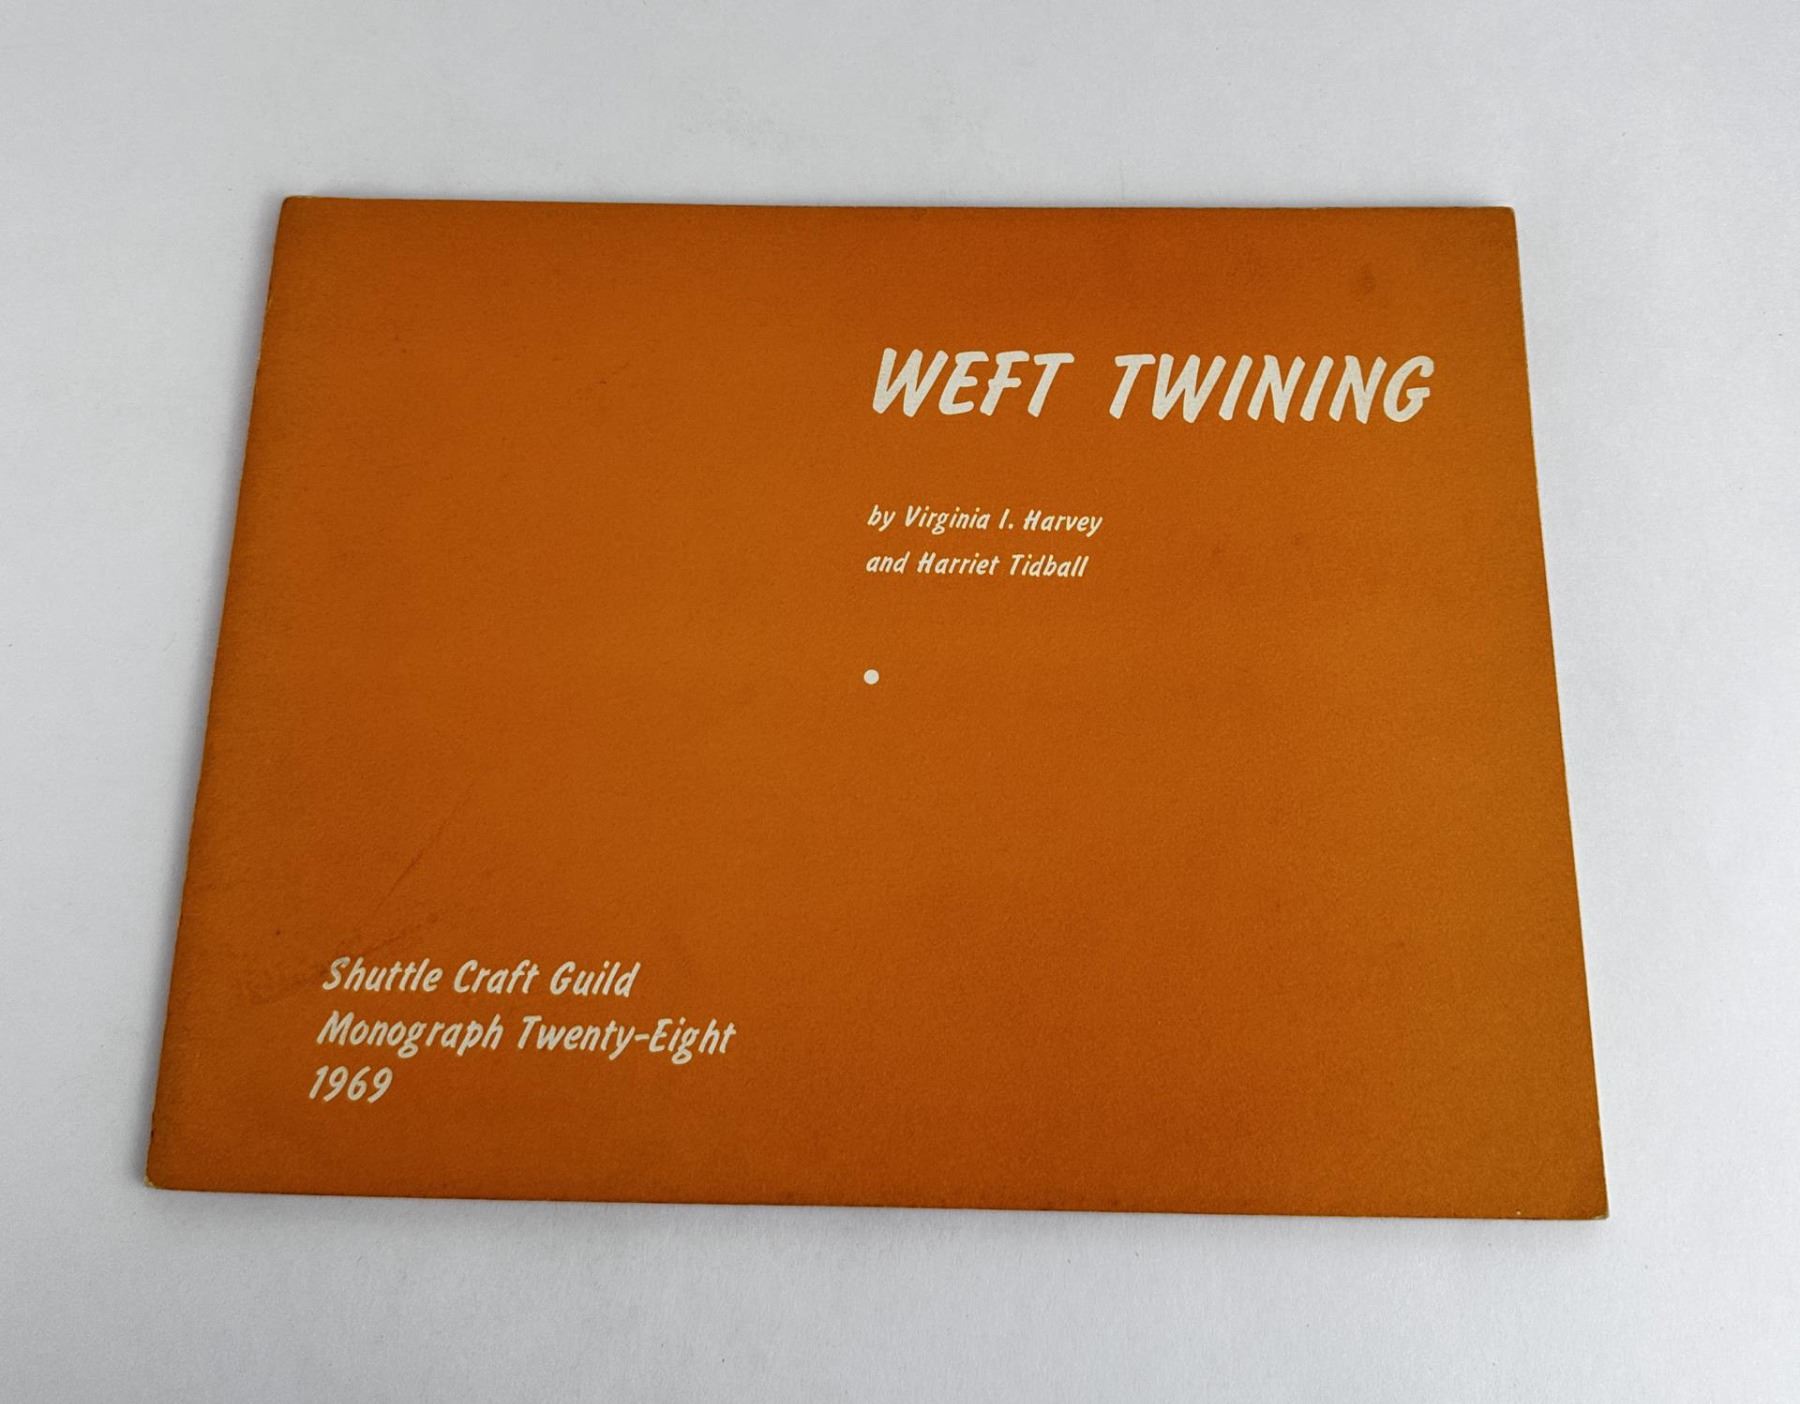 WEFT TWINING
by Virginia I. Harvey
and Harriet Tidball
Shuttle Craft Guild
Monograph Twenty-Eight
1969